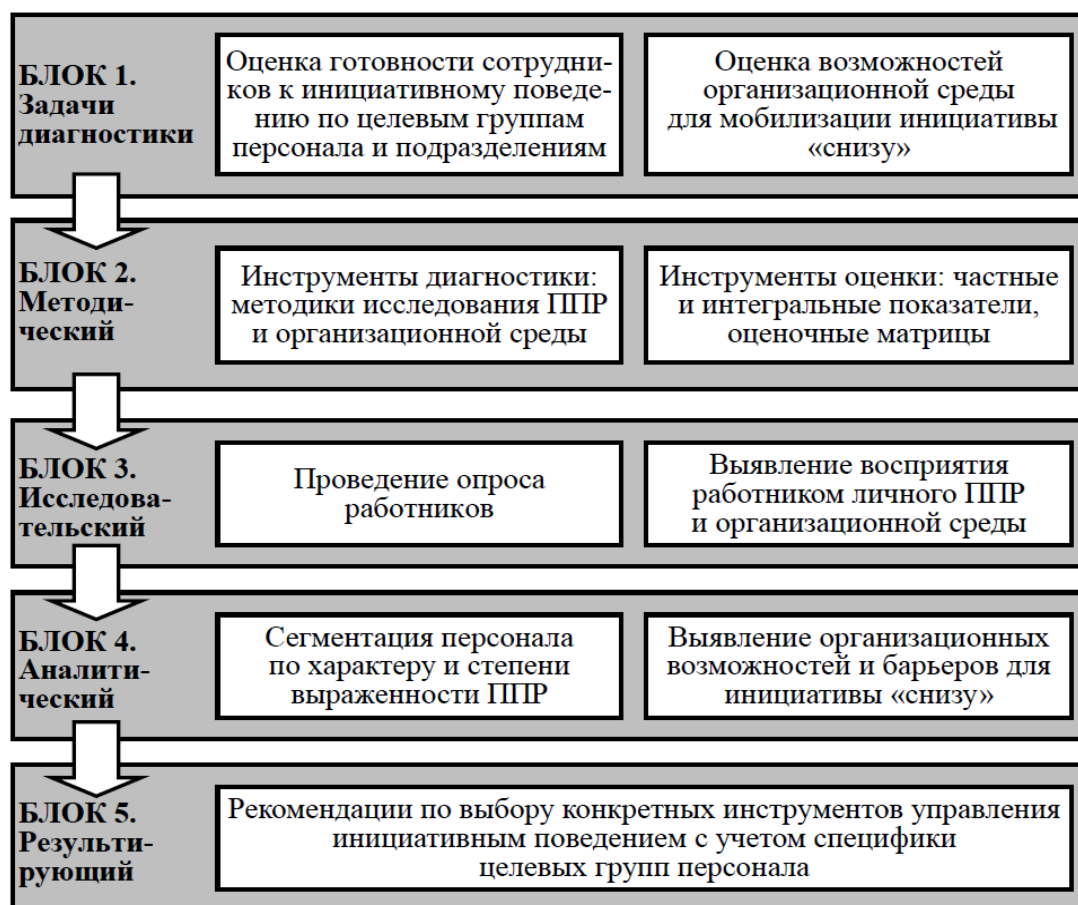 БЛОК 1.
Задачи
диагностики
Оценка готовности сотрудни-
ков к инициативному поведе-
нию по целевым группам
персонала и подразделениям
Оценка возможностей
организационной среды
для мобилизации инициативы
«снизу»
БЛОК 2.
Методи-
ческий
Инструменты диагностики:
методики исследования ППР
и организационной среды
Инструменты оценки: частные
и интегральные показатели,
оценочные матрицы
БЛОК 3.
Исследова-
тельский
Проведение опроса
работников
Выявление восприятия
работником личного ППР
и организационной среды
БЛОК 4.
Аналити-
ческий
Сегментация персонала
по характеру и степени
выраженности ППР
Выявление организационных
возможностей и барьеров для
инициативы «снизу»
БЛОК 5.
Результи-
рующий
Рекомендации по выбору конкретных инструментов управления
инициативным поведением с учетом специфики
целевых групп персонала